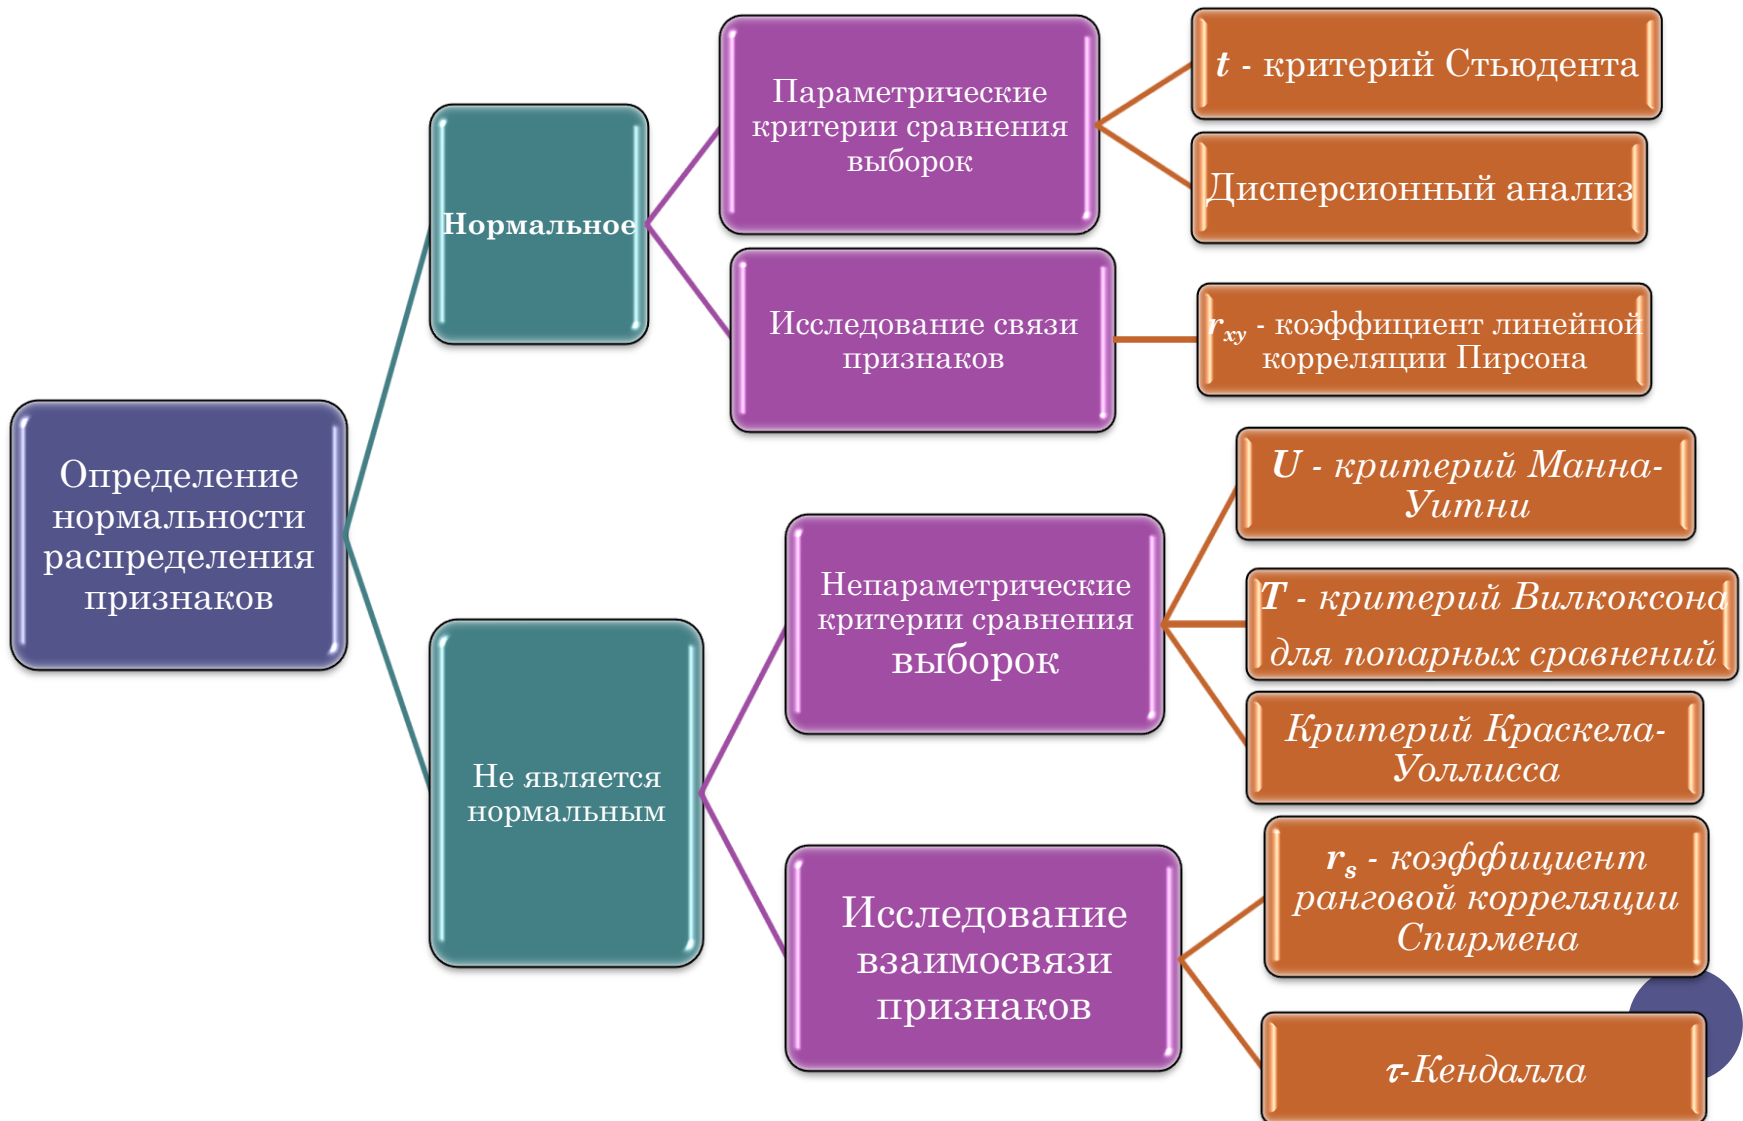 Определение
нормальности
распределения
признаков
Нормальное
Параметрические
критерии сравнения
выборок
t - критерий Стьюдента
Дисперсионный анализ
Исследование связи
признаков
rxy - коэффициент линейной
корреляции Пирсона
Не является
нормальным
Непараметрические
критерии сравнения
выборок
U - критерий Манна-
Уитни
T - критерий Вилкоксона
для попарных сравнений
Критерий Краскела-
Уоллисса
Исследование
взаимосвязи
признаков
rs - коэффициент
ранговой корреляции
Спирмена
τ-Кендалла